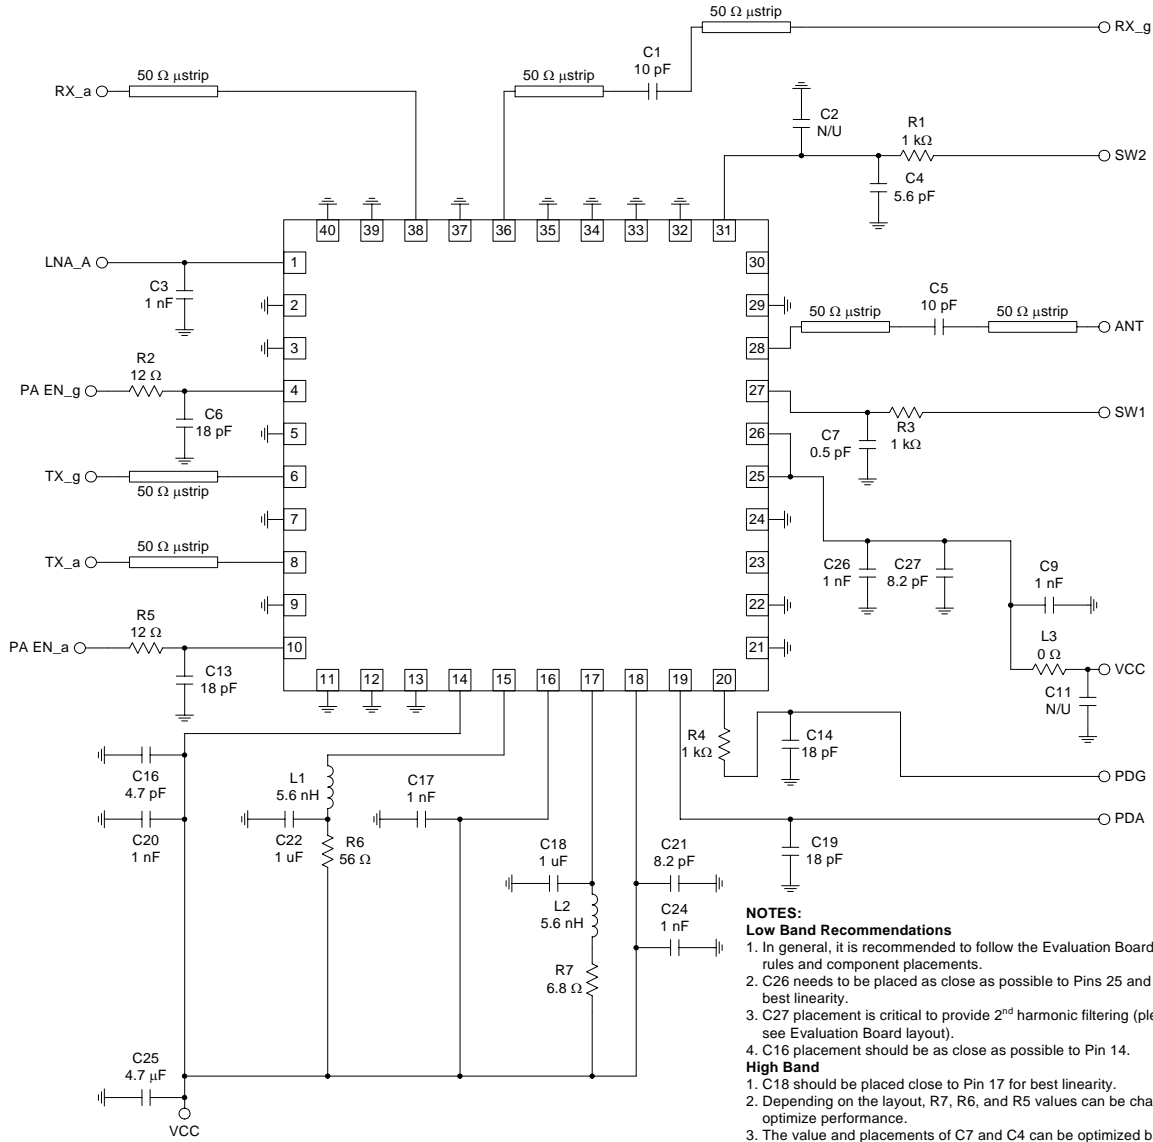 50 Ω μstrip
RX_g
C1
10 pF
50 Ω μstrip
50 Ω μstrip
RX_a
C2
N/U
R1
1 kΩ
SW2
C4
5.6 pF
40
39
38
37
36
35
34
33
32
31
LNA_A
1
30
C3
1 nF
2
29
C5
10 pF
50 Ω μstrip
50 Ω μstrip
ANT
3
28
R2
12 Ω
PA EN_g
4
27
SW1
C6
18 pF
R3
1 kΩ
C7
0.5 pF
5
26
TX_g
50 Ω μstrip
6
25
7
24
50 Ω μstrip
TX_a
8
23
C26
1 nF
C27
8.2 pF
C9
1 nF
9
22
R5
12 Ω
PA EN_a
10
21
L3
0 Ω
VCC
C13
18 pF
C11
N/U
11
12
13
14
15
16
17
18
19
20
R4
1 kΩ
C14
18 pF
C16
4.7 pF
L1
5.6 nH
C17
1 nF
PDG
C20
1 nF
C22
1 uF
R6
56 Ω
PDA
C18
1 uF
C21
8.2 pF
C19
18 pF
L2
5.6 nH
C24
1 nF
R7
6.8 Ω
C25
4.7 μF
VCC
NOTES:
Low Band Recommendations
1. In general, it is recommended to follow the Evaluation Board
rules and component placements.
2. C26 needs to be placed as close as possible to Pins 25 and
best linearity.
3. C27 placement is critical to provide 2nd harmonic filtering (ple
see Evaluation Board layout).
4. C16 placement should be as close as possible to Pin 14.
High Band
1. C18 should be placed close to Pin 17 for best linearity.
2. Depending on the layout, R7, R6, and R5 values can be cha
optimize performance.
3. The value and placements of C7 and C4 can be optimized b